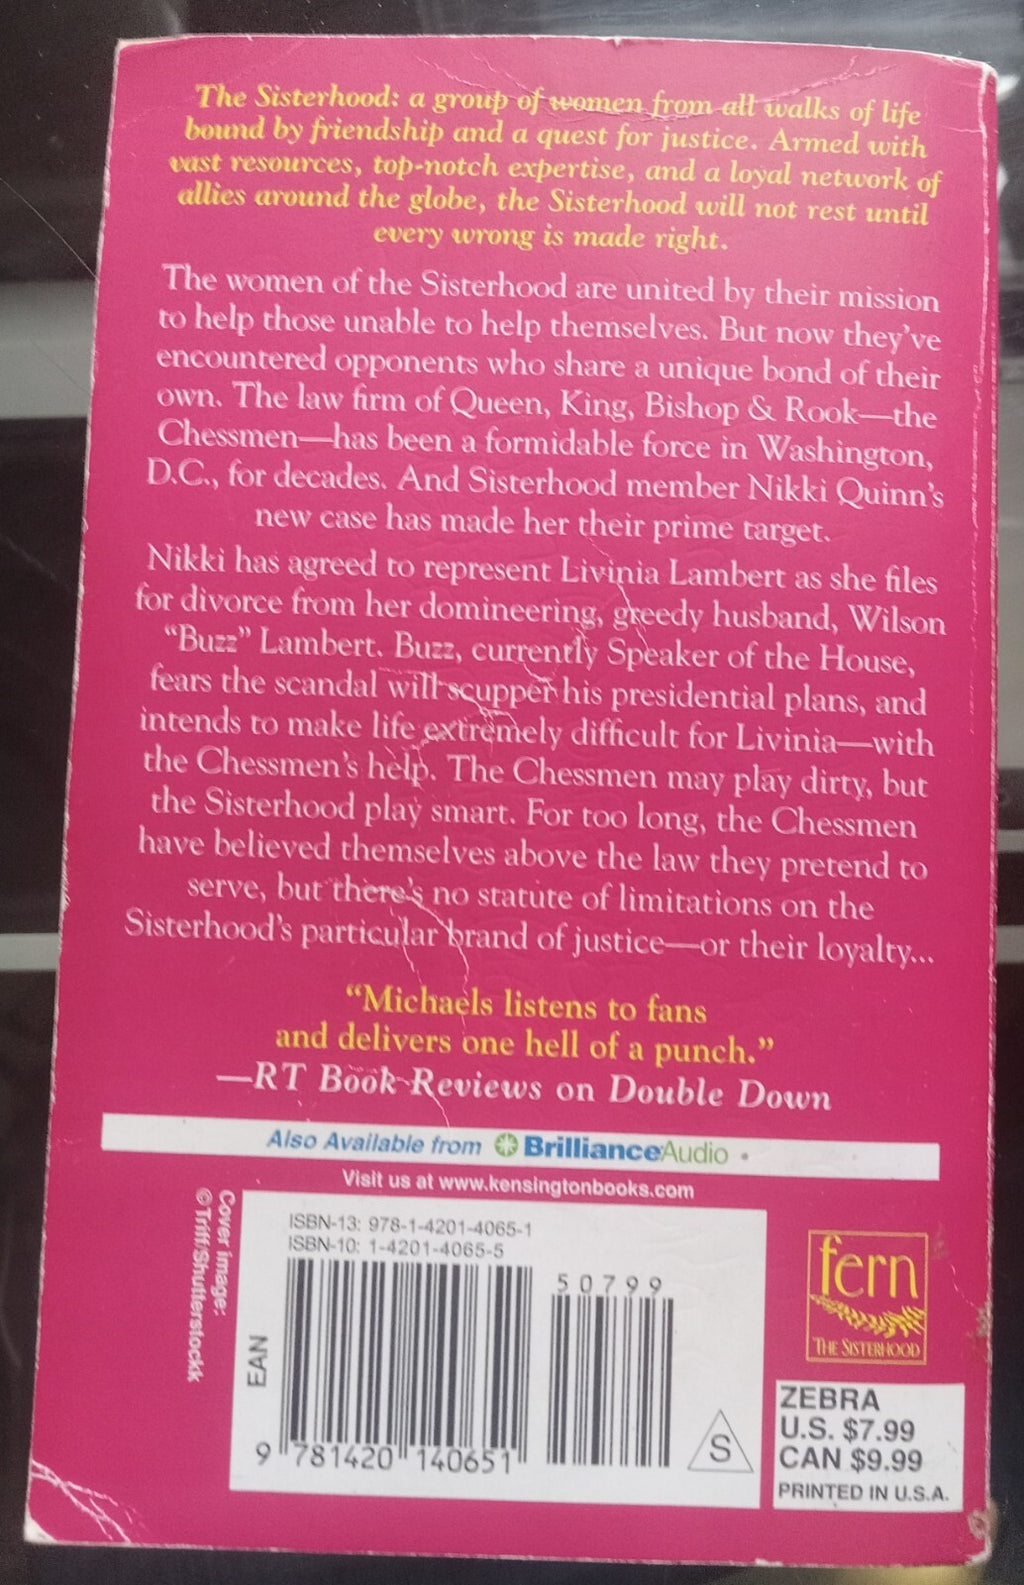 The Sisterhood: a group of women from all walks of life
bound by friendship and a quest for justice. Armed with
vast resources, top-notch expertise, and a loyal network of
allies around the globe, the Sisterhood will not rest until
every wrong is made right.
The women of the Sisterhood are united by their mission
to help those unable to help themselves. But now they've
encountered opponents who share a unique bond of their
own. The law firm of Queen, King, Bishop & Rook—the
Chessmen—has been a formidable force in Washington,
D.C., for decades. And Sisterhood member Nikki Quinn's
new case has made her their prime target.
Nikki has agreed to represent Livinia Lambert as she files
for divorce from her domineering, greedy husband, Wilson
“Buzz” Lambert. Buzz, currently Speaker of the House,
fears the scandal will scupper his presidential plans, and
intends to make life extremely difficult for Livinia—with
the Chessmen's help. The Chessmen may play dirty, but
the Sisterhood play smart. For too long, the Chessmen
have believed themselves above the law they pretend to
serve, but there's no statute of limitations on the
Sisterhood's particular brand of justice—or their loyalty...
“Michaels listens to fans
and delivers one hell of a punch.”
—RT Book Reviews on Double Down
Also Available from BrillianceAudio
Visit us at www.kensingtonbooks.com
Cover image:
© Triff/Shutterstockk
ISBN-13: 978-1-4201-4065-1
ISBN-10: 1-4201-4065-5
50799
EAN
9 781420 140651
S
fern
THE SISTERHOOD
ZEBRA
U.S. $7.99
CAN $9.99
PRINTED IN U.S.A.